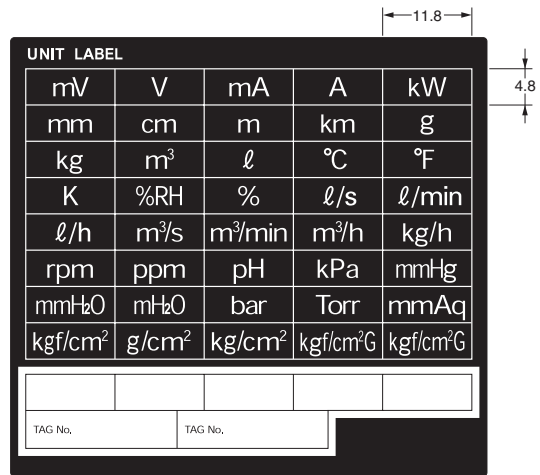 11.8
UNIT LABEL
4.8
mV V mA A kW
mm cm m km g
kg m³ ℓ °C °F
K %RH % ℓ/s ℓ/min
ℓ/h m³/s m³/min m³/h kg/h
rpm ppm pH kPa mmHg
mmH₂O mH₂O bar Torr mmAq
kgf/cm² g/cm² kg/cm² kgf/cm²G kgf/cm²G
TAG No. TAG No.